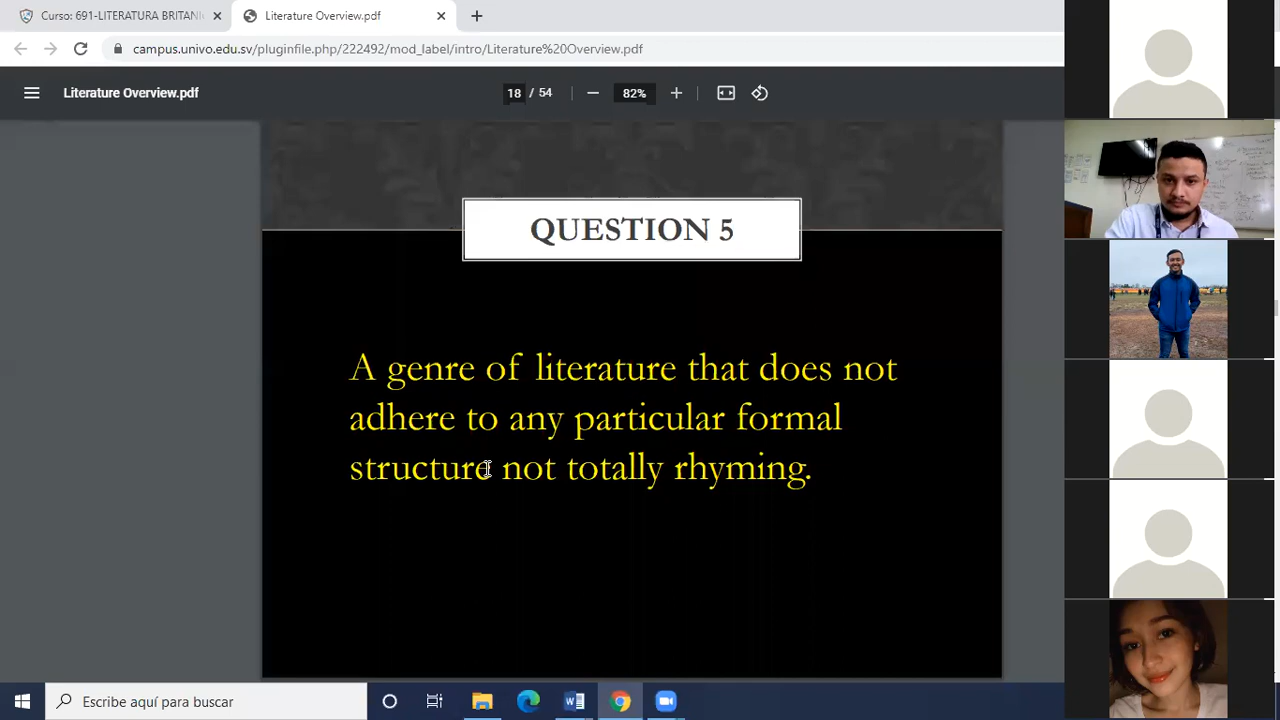 Curso: 691-LITERATURA BRITANI
Literature Overview.pdf
campus.univo.edu.sv/pluginfile.php/222492/mod_label/intro/Literature%20Overview.pdf
Literature Overview.pdf
18 / 54
82%
QUESTION 5
A genre of literature that does not
adhere to any particular formal
structure not totally rhyming.
Escribe aquí para buscar